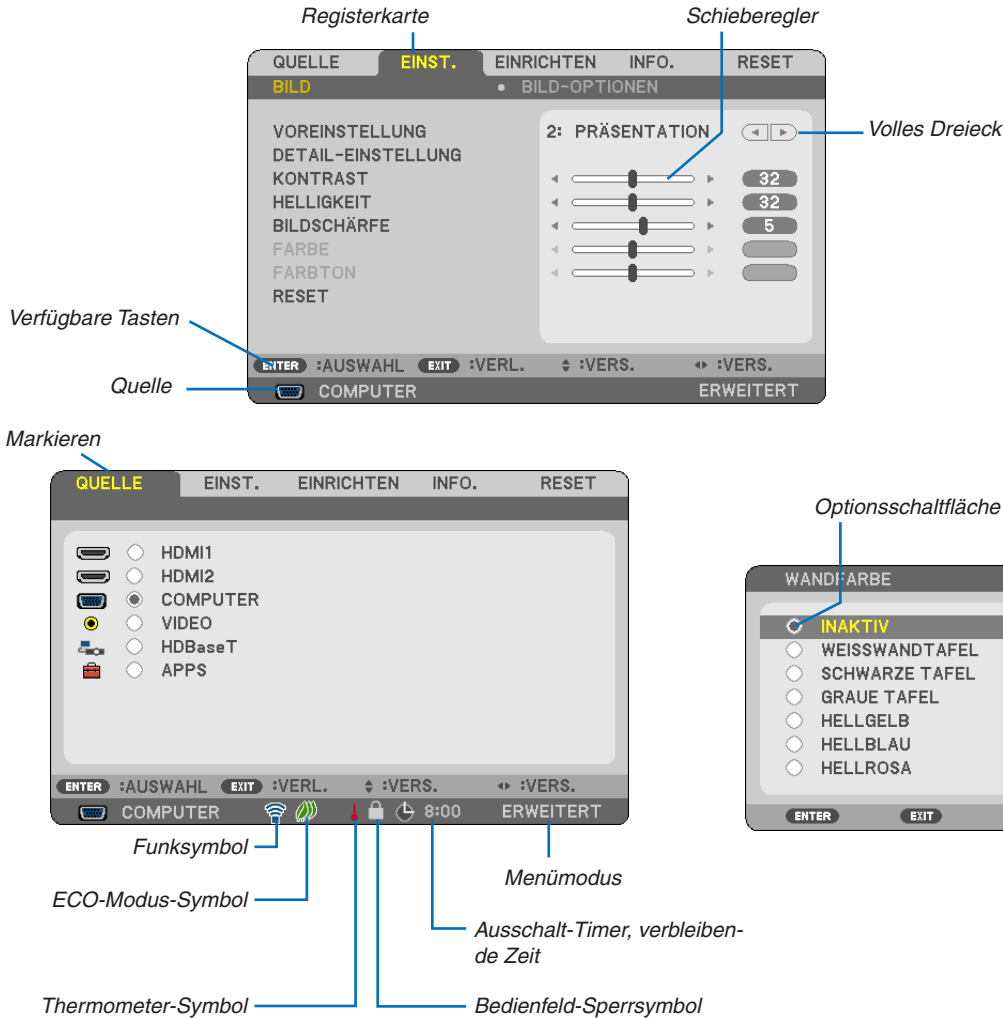 Registerkarte
Schieberegler
QUELLE EINST. EINRICHTEN INFO. RESET
BILD • BILD-OPTIONEN
VOREINSTELLUNG 2: PRÄSENTATION
Volles Dreieck
DETAIL-EINSTELLUNG
KONTRAST 32
HELLIGKEIT 32
BILDSCHÄRFE 5
FARBE
FARBTON
RESET
Verfügbare Tasten
ENTER :AUSWAHL EXIT :VERL. :VERS. :VERS.
Quelle
COMPUTER ERWEITERT
Markieren
QUELLE EINST. EINRICHTEN INFO. RESET
HDMI1
HDMI2
COMPUTER
VIDEO
HDBaseT
APPS
ENTER :AUSWAHL EXIT :VERL. :VERS. :VERS.
COMPUTER 8:00 ERWEITERT
Optionsschaltfläche
WANDFARBE
INAKTIV
WEISSWANDTAFEL
SCHWARZE TAFEL
GRAUE TAFEL
HELLGELB
HELLBLAU
HELLROSA
ENTER EXIT
Funksymbol
Menümodus
ECO-Modus-Symbol
Ausschalt-Timer, verbleiben-
de Zeit
Thermometer-Symbol
Bedienfeld-Sperrsymbol